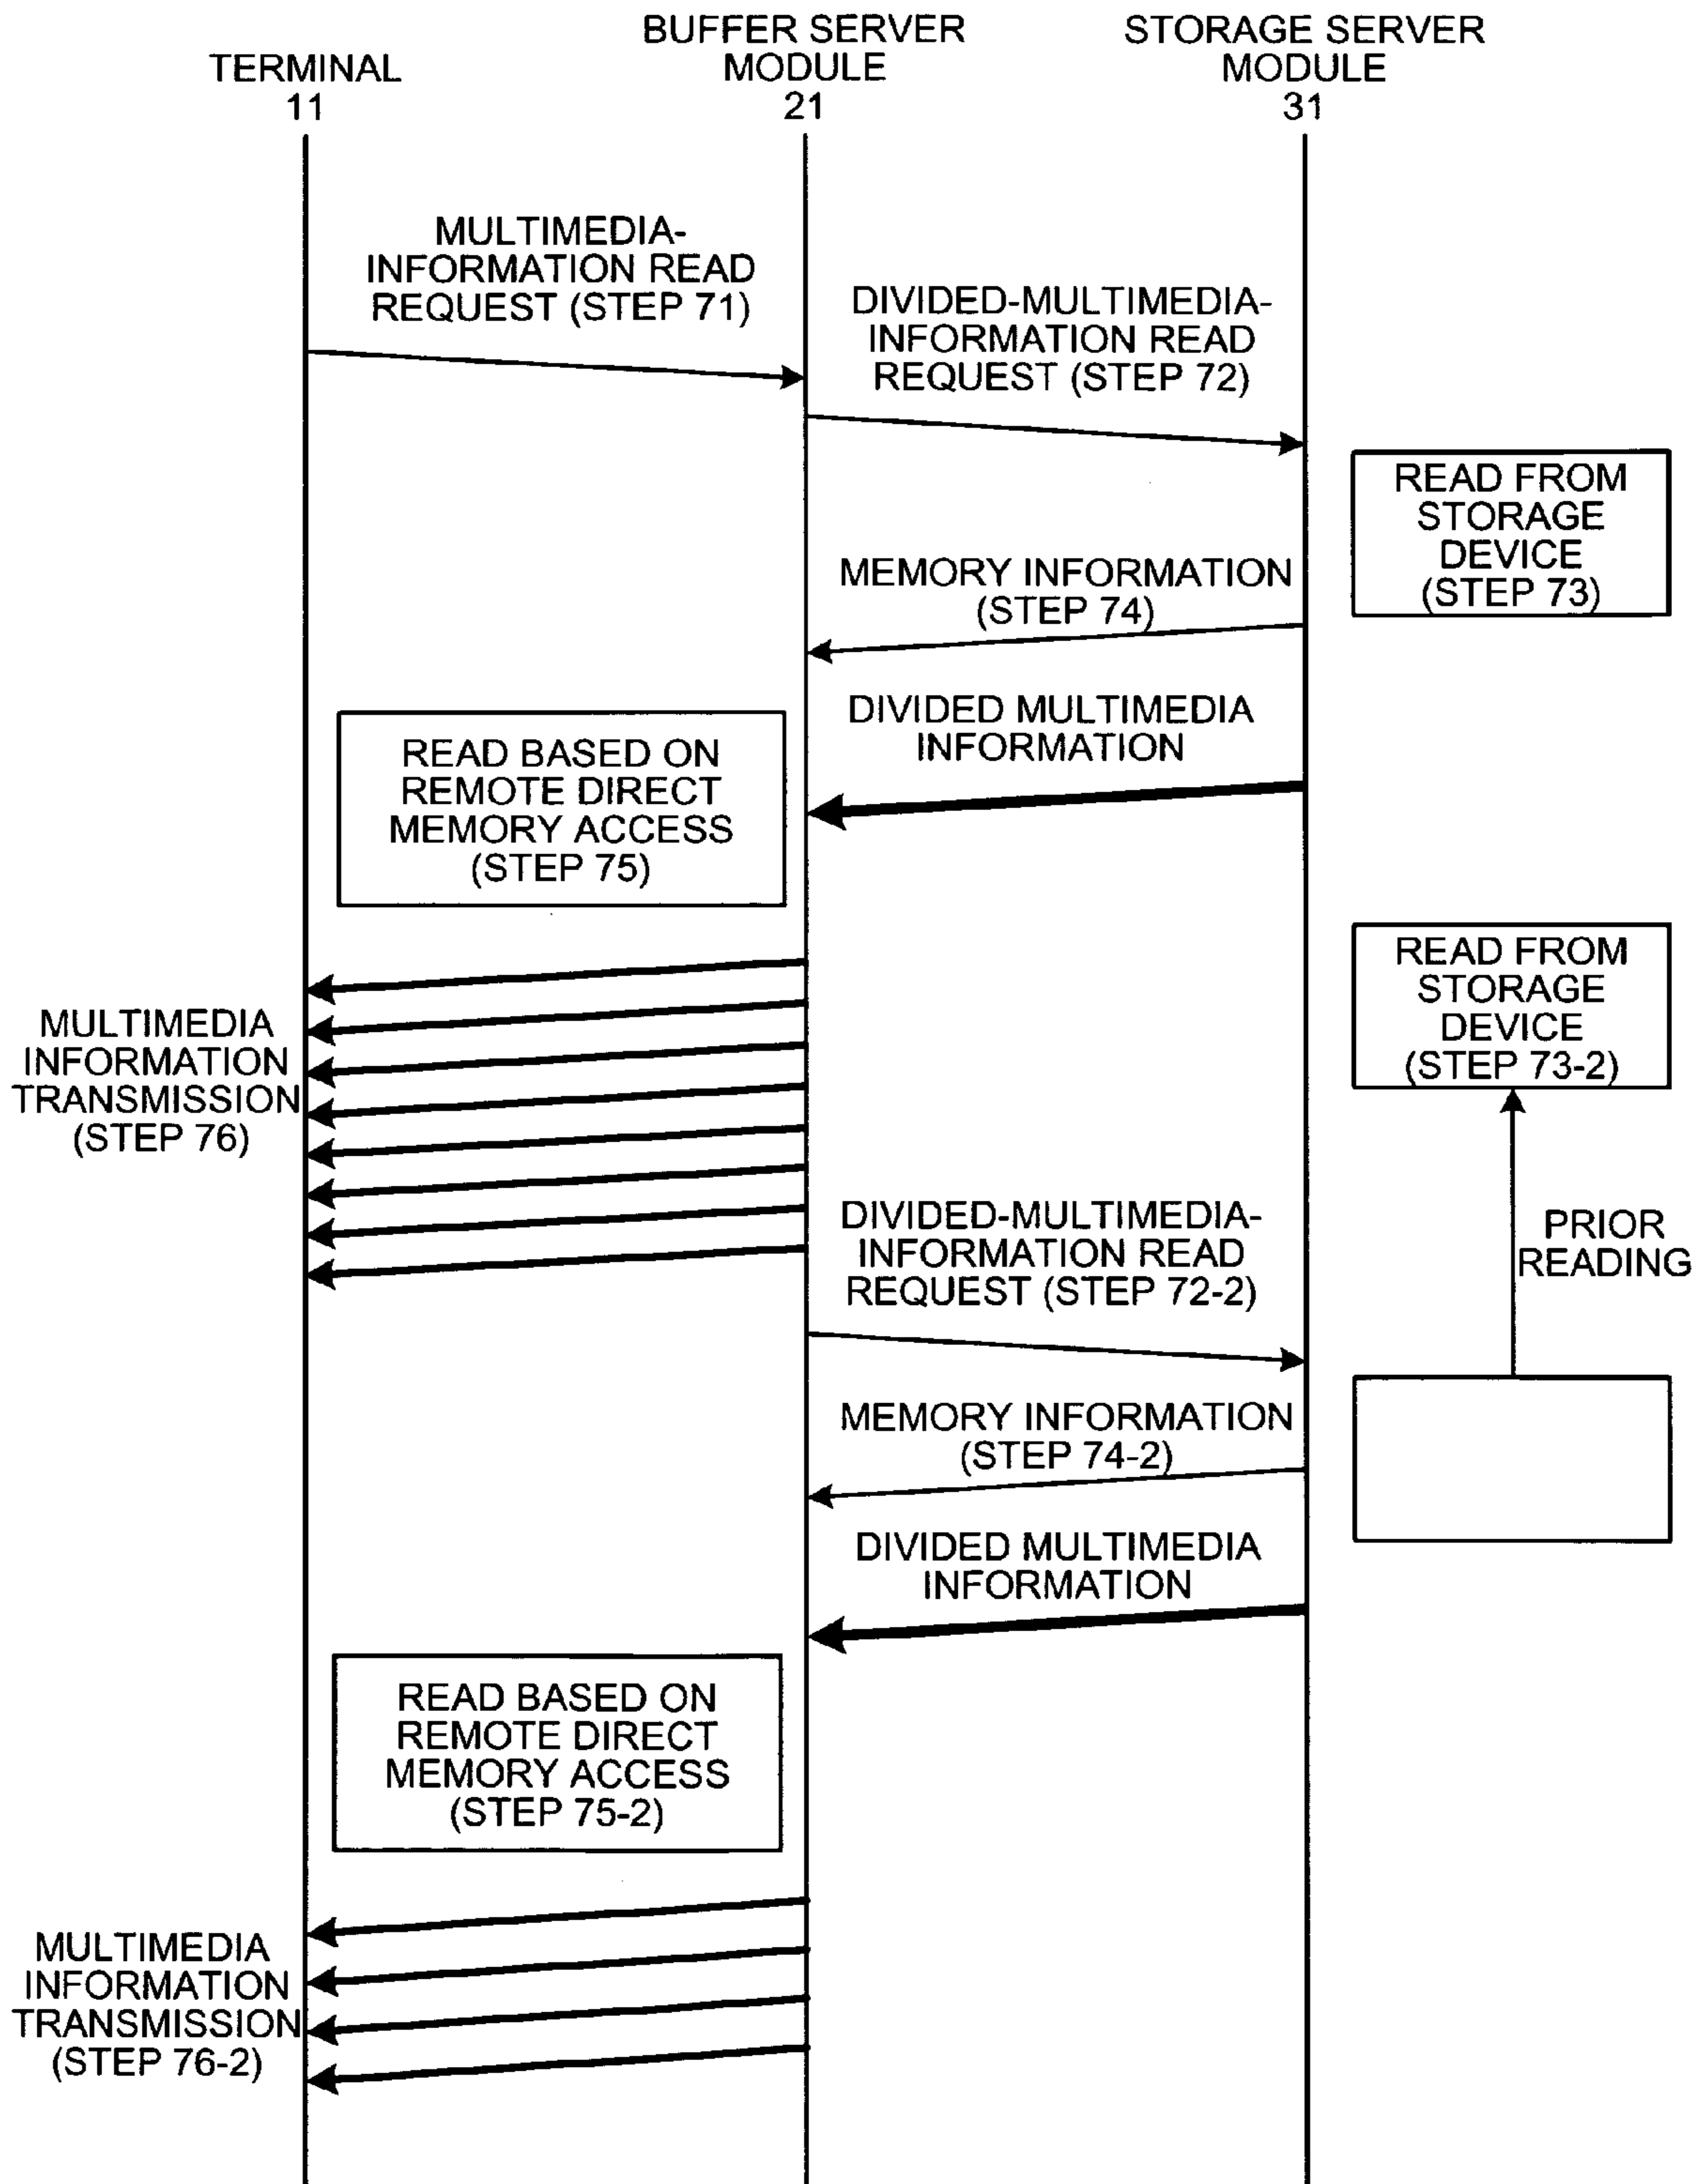 TERMINAL
11
BUFFER SERVER
MODULE
21
STORAGE SERVER
MODULE
31
MULTIMEDIA-
INFORMATION READ
REQUEST (STEP 71)
DIVIDED-MULTIMEDIA-
INFORMATION READ
REQUEST (STEP 72)
READ FROM
STORAGE
DEVICE
(STEP 73)
MEMORY INFORMATION
(STEP 74)
DIVIDED MULTIMEDIA
INFORMATION
READ BASED ON
REMOTE DIRECT
MEMORY ACCESS
(STEP 75)
READ FROM
STORAGE
DEVICE
(STEP 73-2)
MULTIMEDIA
INFORMATION
TRANSMISSION
(STEP 76)
DIVIDED-MULTIMEDIA-
INFORMATION READ
REQUEST (STEP 72-2)
PRIOR
READING
MEMORY INFORMATION
(STEP 74-2)
DIVIDED MULTIMEDIA
INFORMATION
READ BASED ON
REMOTE DIRECT
MEMORY ACCESS
(STEP 75-2)
MULTIMEDIA
INFORMATION
TRANSMISSION
(STEP 76-2)